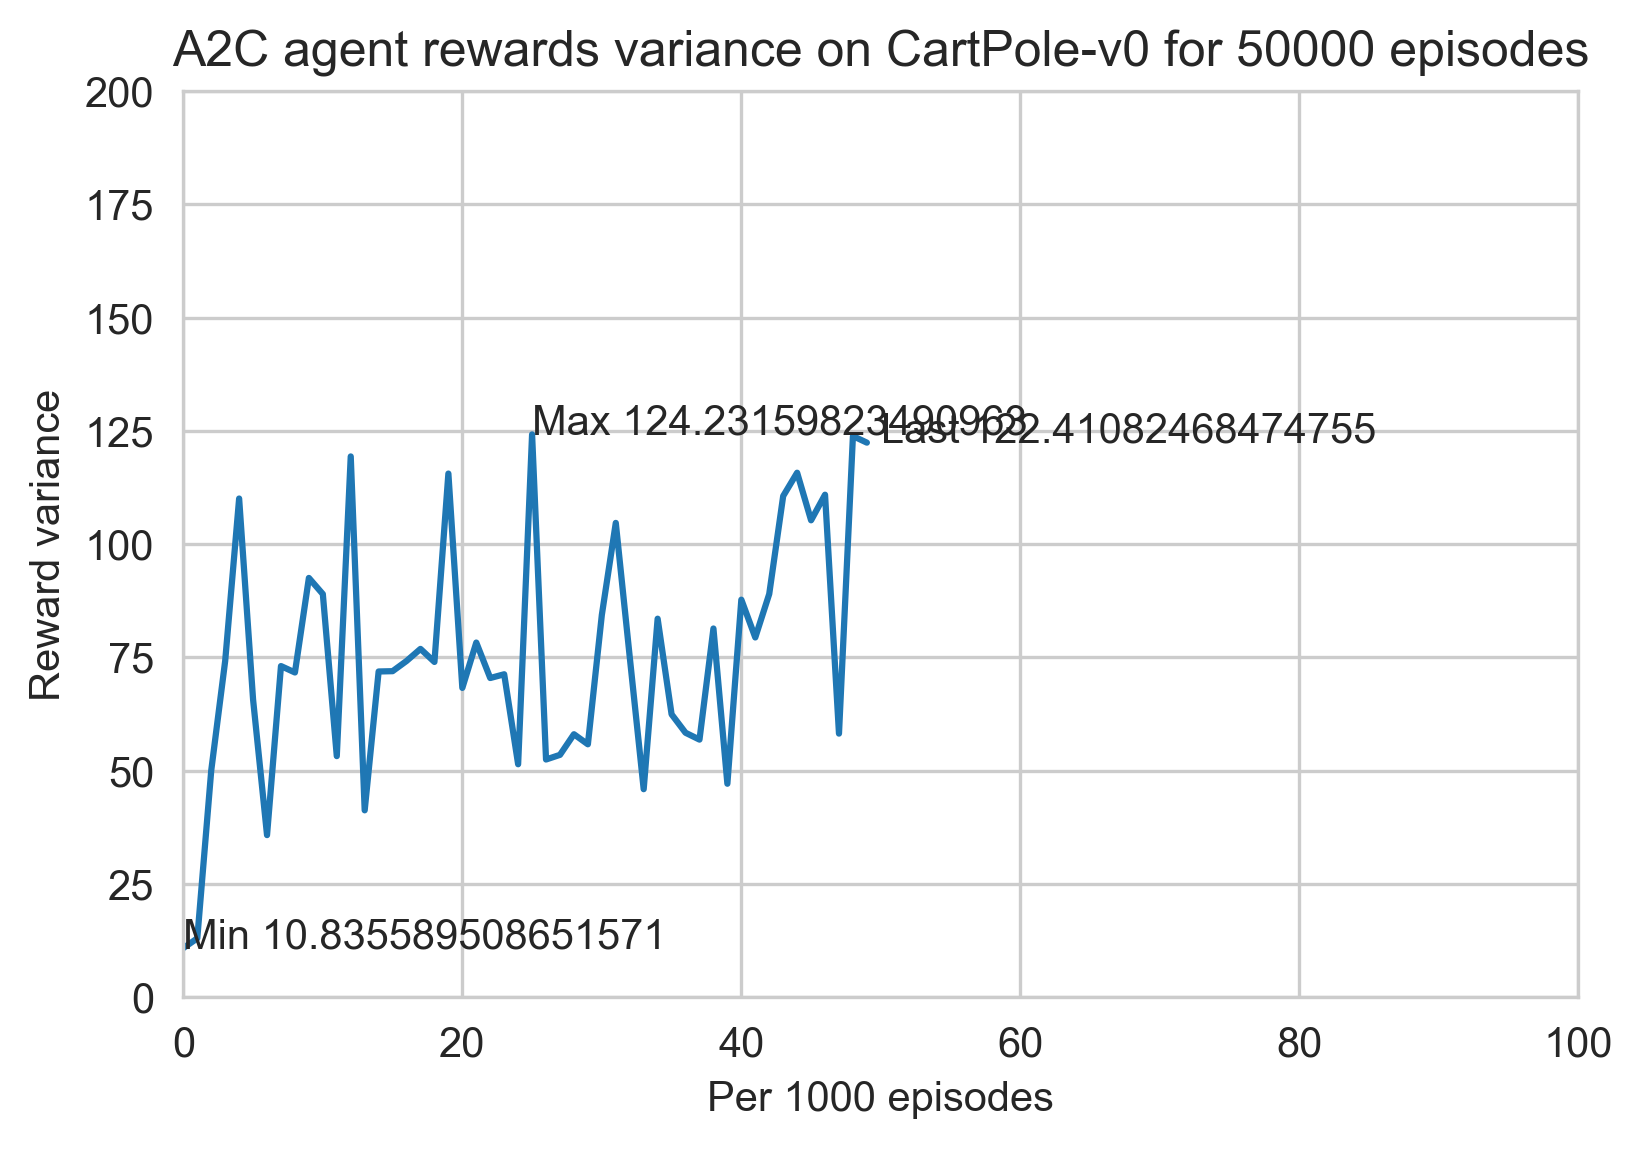 A2C agent rewards variance on CartPole-v0 for 50000 episodes
200
175
150
125
100
75
50
25
0
Reward variance
Max 124.23159823490963
Last 122.41082468474755
Min 10.835589508651571
0 20 40 60 80 100
Per 1000 episodes